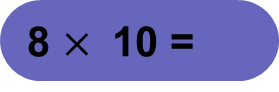 8 × 10 =